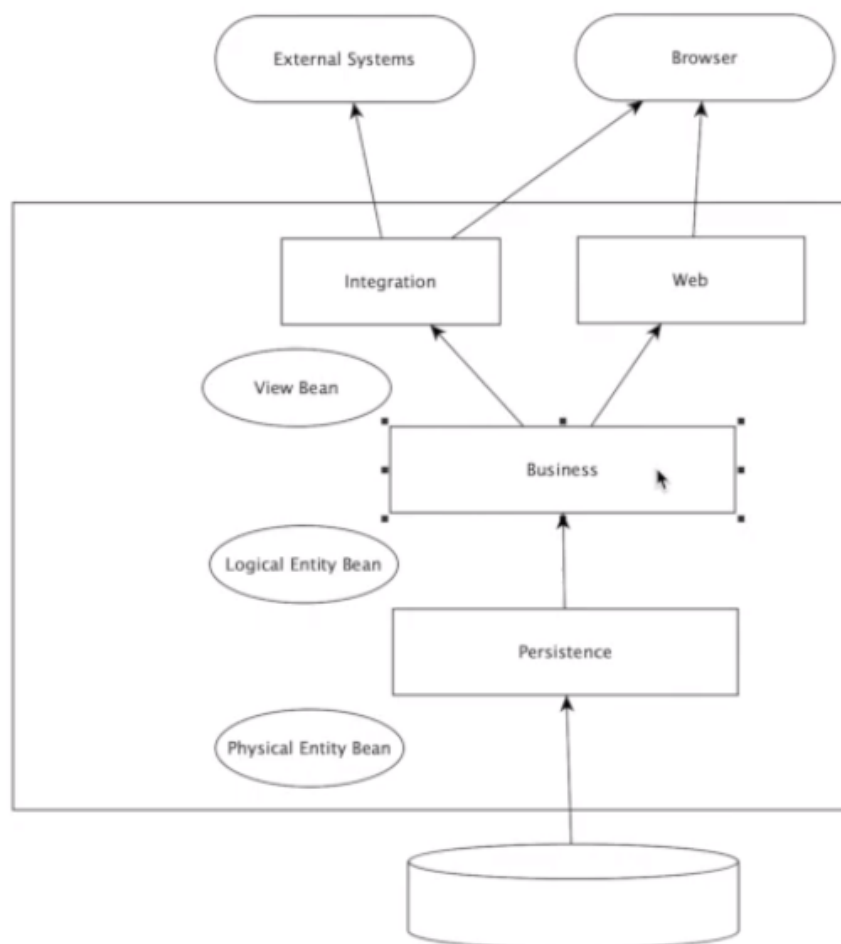 External Systems
Browser
Integration
Web
View Bean
Business
Logical Entity Bean
Persistence
Physical Entity Bean